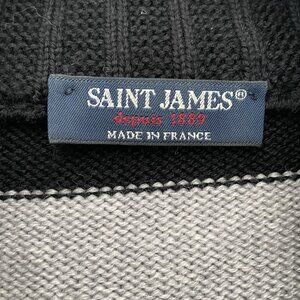 SAINT JAMES®
depuis 1889
MADE IN FRANCE